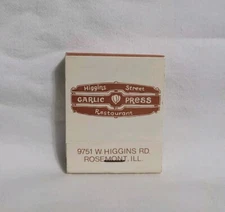 Higgins Street
GARLIC PRESS
Restaurant
9751 W. HIGGINS RD.
ROSEMONT, ILL.